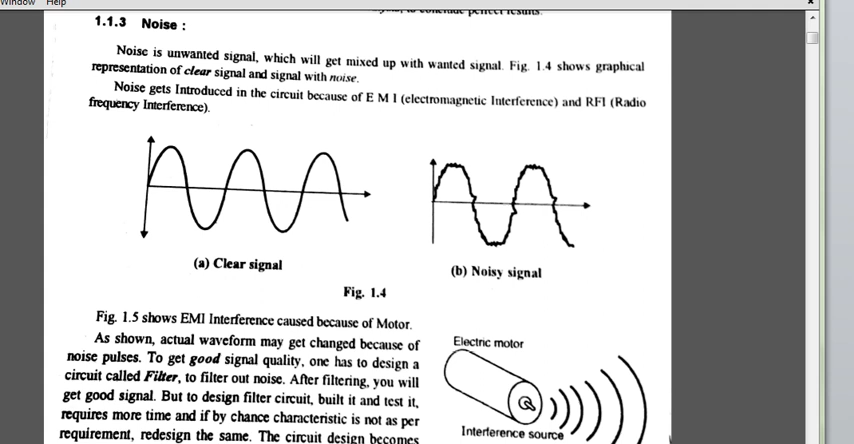 Window Help
to conclude perfect results.
1.1.3 Noise :
Noise is unwanted signal, which will get mixed up with wanted signal. Fig. 1.4 shows graphical
representation of clear signal and signal with noise.
Noise gets Introduced in the circuit because of E M I (electromagnetic Interference) and RFI (Radio
frequency Interference).
(a) Clear signal
(b) Noisy signal
Fig. 1.4
Fig. 1.5 shows EMI Interference caused because of Motor.
As shown, actual waveform may get changed because of
noise pulses. To get good signal quality, one has to design a
circuit called Filter, to filter out noise. After filtering, you will
get good signal. But to design filter circuit, built it and test it,
requires more time and if by chance characteristic is not as per
requirement, redesign the same. The circuit design becomes
Electric motor
Interference source